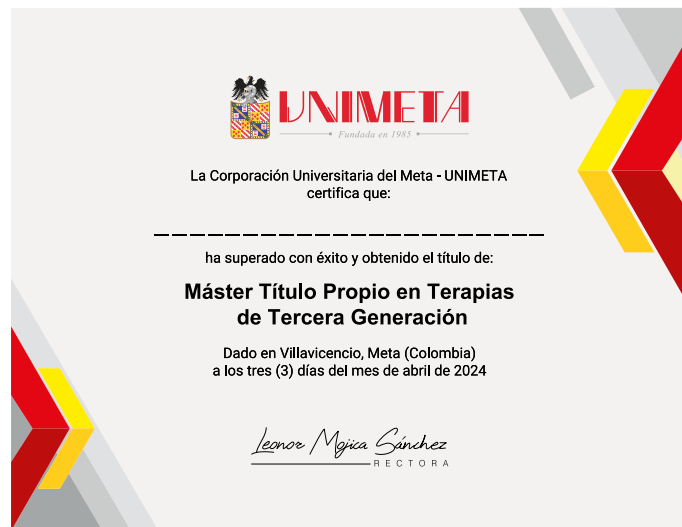 UNIMETA
Fundada en 1985
La Corporación Universitaria del Meta - UNIMETA
certifica que:
ha superado con éxito y obtenido el título de:
Máster Título Propio en Terapias
de Tercera Generación
Dado en Villavicencio, Meta (Colombia)
a los tres (3) días del mes de abril de 2024
Leonor Mojica Sánchez
RECTORA